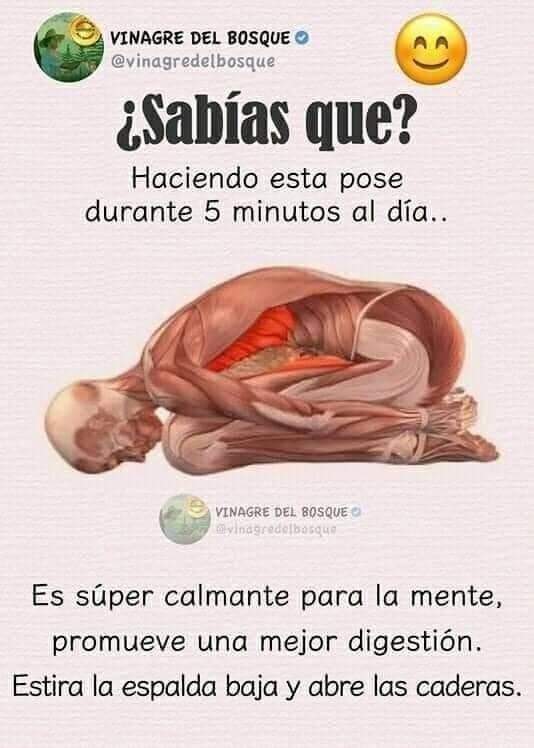 VINAGRE DEL BOSQUE
@vinagredelbosque
¿Sabías que?
Haciendo esta pose
durante 5 minutos al día..
VINAGRE DEL BOSQUE
@vinagredelbosque
Es súper calmante para la mente,
promueve una mejor digestión.
Estira la espalda baja y abre las caderas.